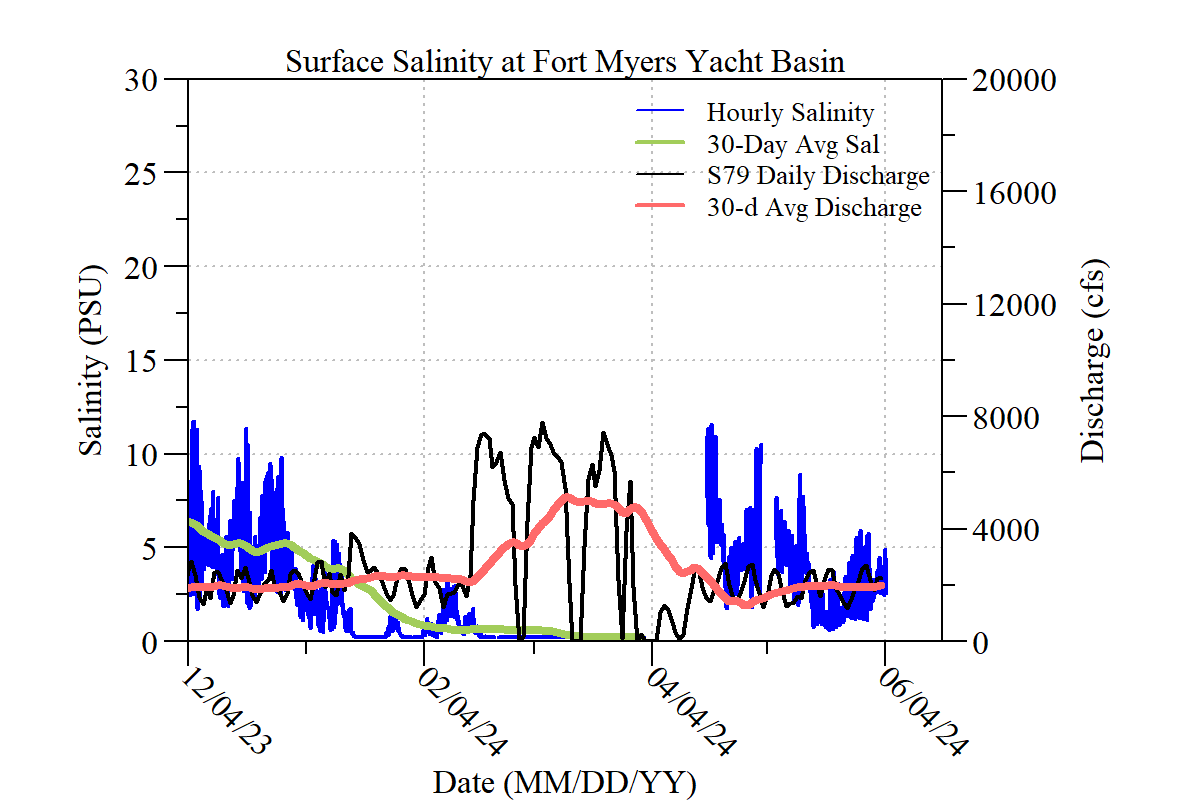 Surface Salinity at Fort Myers Yacht Basin
30
25
20
15
10
5
0
Salinity (PSU)
Hourly Salinity
30-Day Avg Sal
S79 Daily Discharge
30-d Avg Discharge
20000
16000
12000
8000
4000
0
Discharge (cfs)
12/04/23
02/04/24
04/04/24
06/04/24
Date (MM/DD/YY)